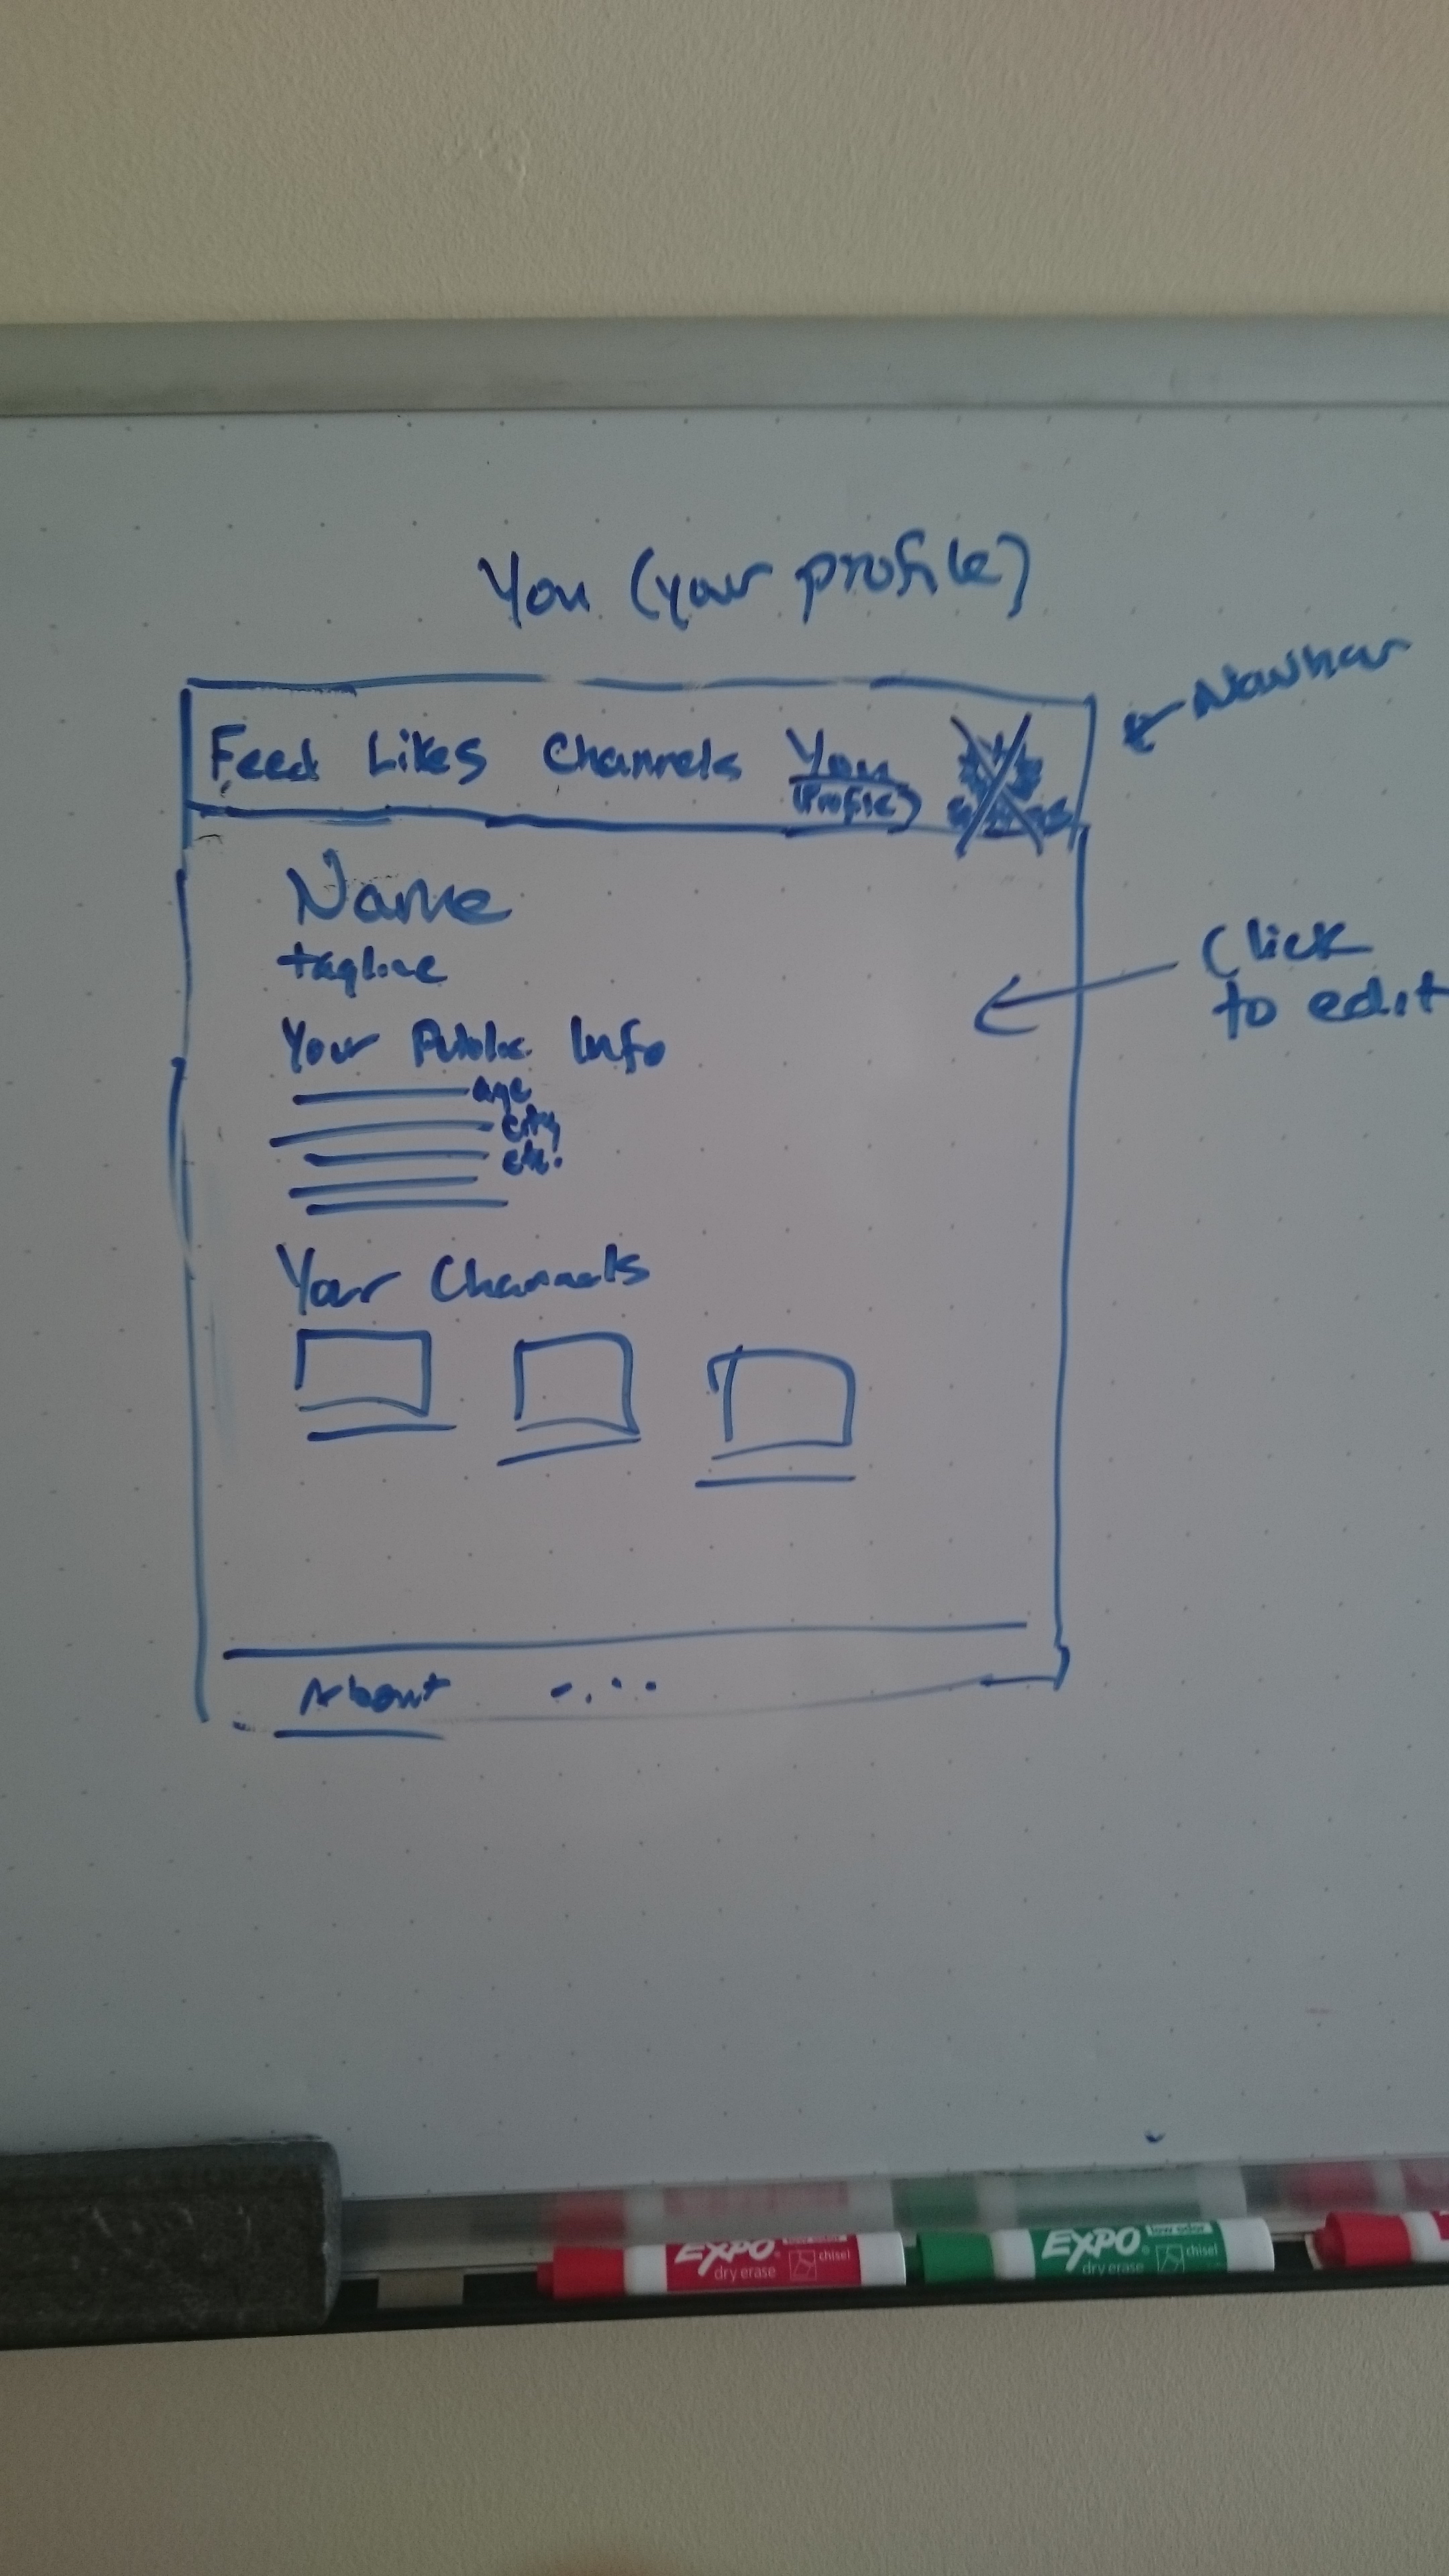 You (your profile)
← Navbar
Feed Likes Channels You
(Profile)
Name
tagline
Click
to edit
Your Public Info
age
city
etc.
Your Channels
About ....
EXPO low odor
dry erase chisel
EXPO low odor
dry erase chisel